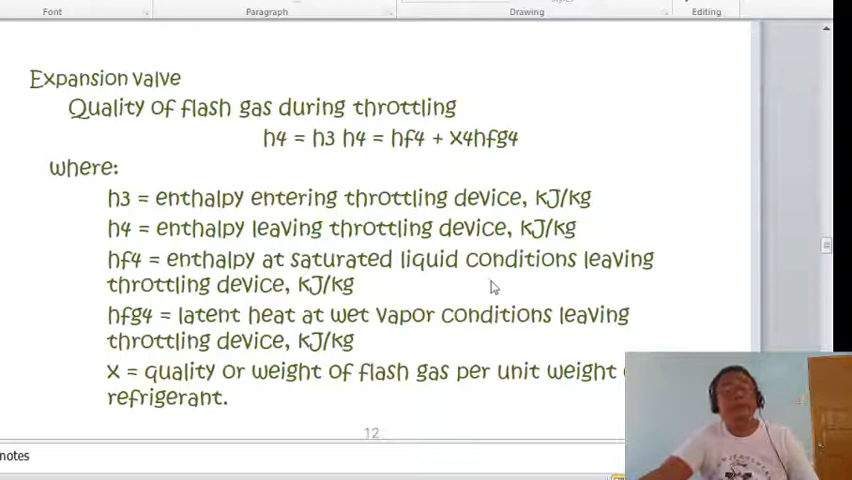 Font Paragraph Drawing Editing
Expansion valve
Quality of flash gas during throttling
h4 = h3 h4 = hf4 + x4hfg4
where:
h3 = enthalpy entering throttling device, kJ/kg
h4 = enthalpy leaving throttling device, kJ/kg
hf4 = enthalpy at saturated liquid conditions leaving
throttling device, kJ/kg
hfg4 = latent heat at wet vapor conditions leaving
throttling device, kJ/kg
x = quality or weight of flash gas per unit weight
refrigerant.
12
notes